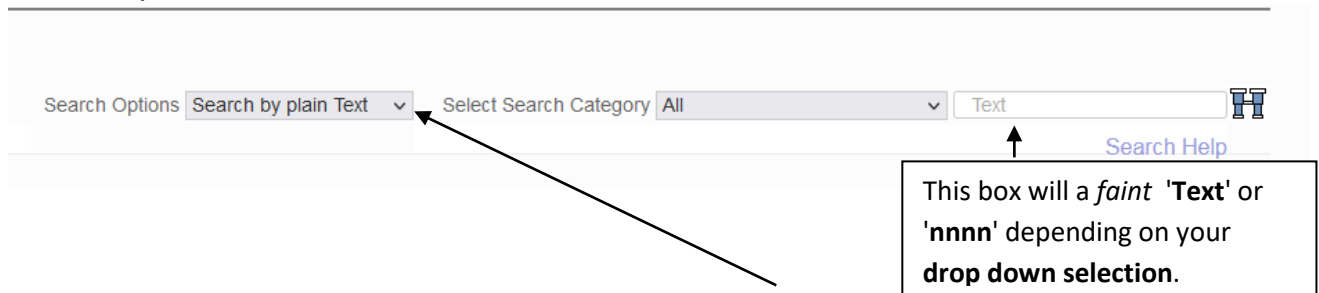 Search Options Search by plain Text Select Search Category All Text
Search Help
This box will a faint 'Text' or
'nnnn' depending on your
drop down selection.